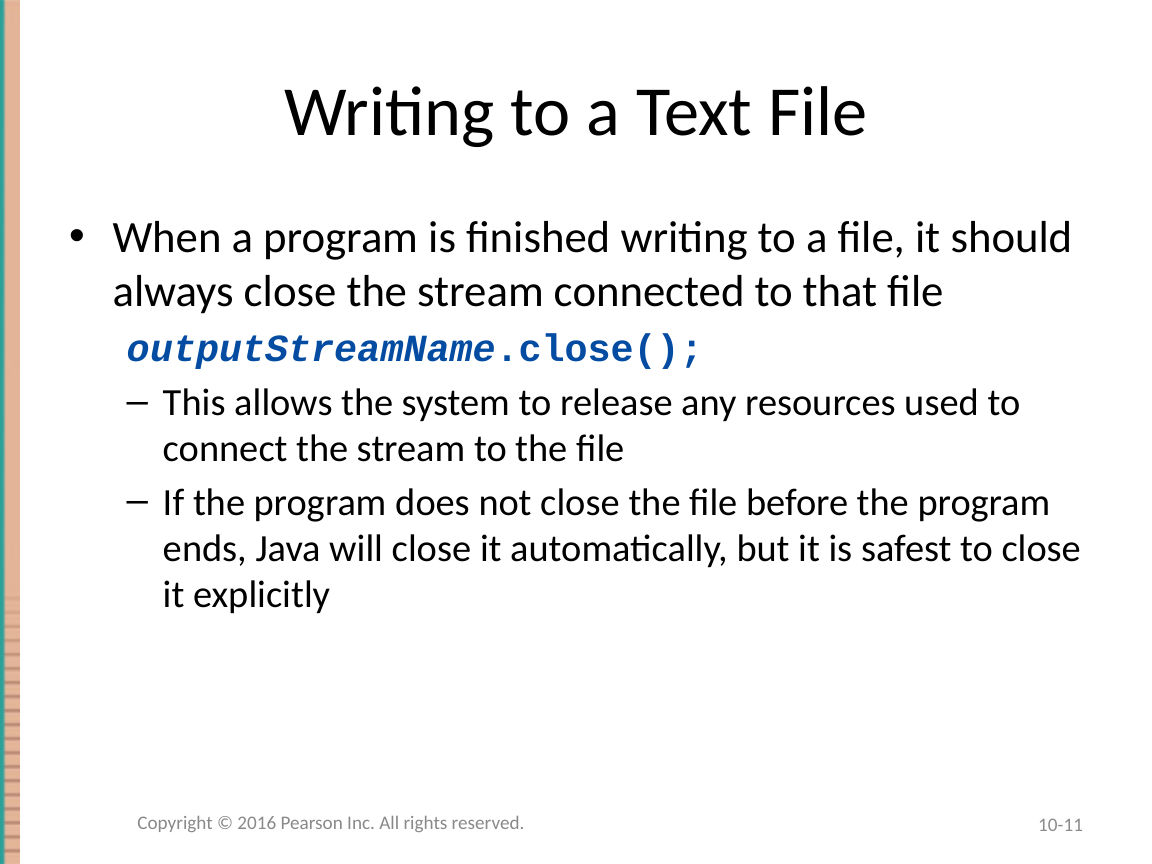 Writing to a Text File
• When a program is finished writing to a file, it should
always close the stream connected to that file
outputStreamName.close();
– This allows the system to release any resources used to
connect the stream to the file
– If the program does not close the file before the program
ends, Java will close it automatically, but it is safest to close
it explicitly
Copyright © 2016 Pearson Inc. All rights reserved.
10-11